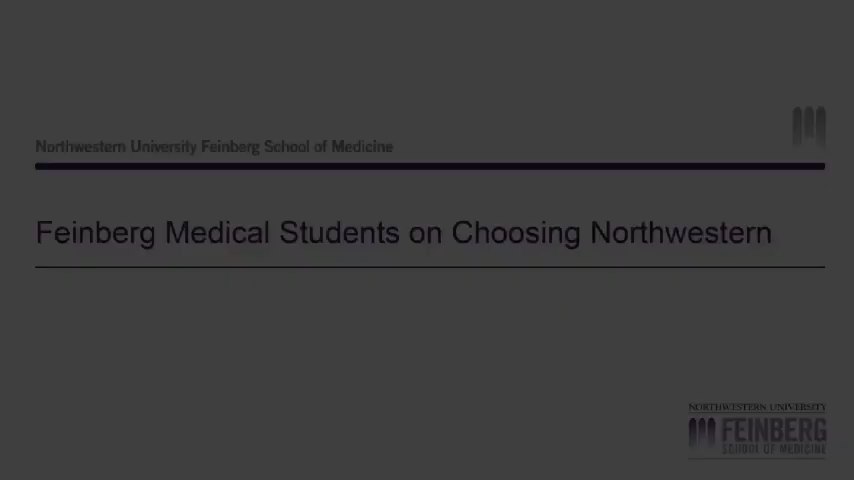 Northwestern University Feinberg School of Medicine
Feinberg Medical Students on Choosing Northwestern
NORTHWESTERN UNIVERSITY
FEINBERG
SCHOOL OF MEDICINE